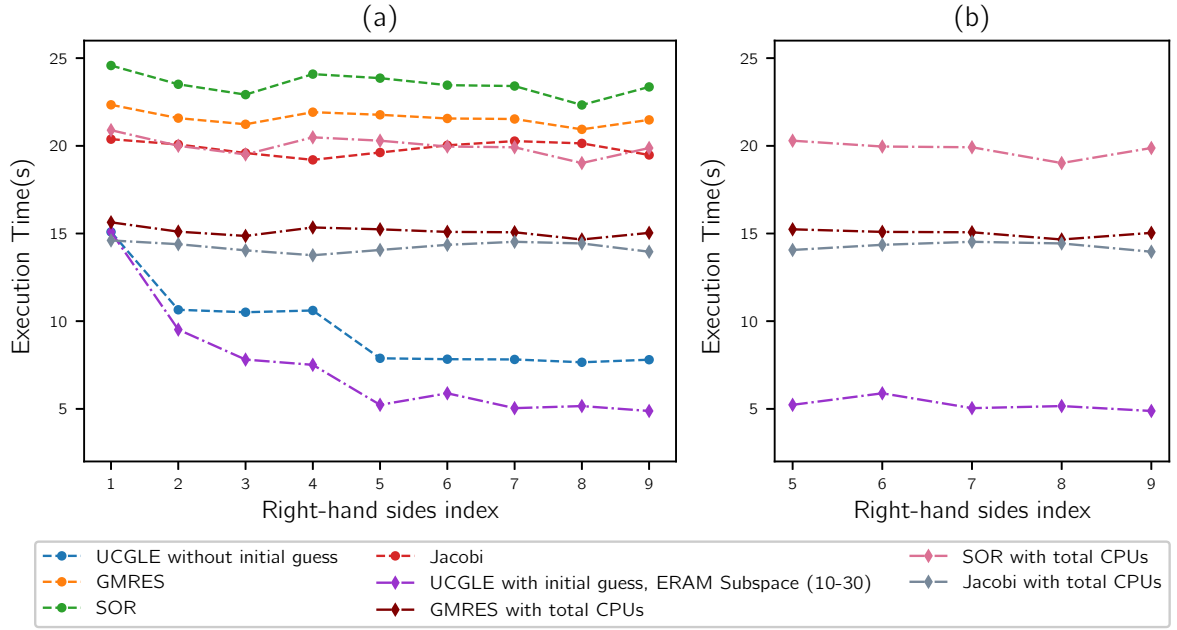 (a)
(b)
Execution Time(s)
25
20
15
10
5
1 2 3 4 5 6 7 8 9
Right-hand sides index
Execution Time(s)
25
20
15
10
5
5 6 7 8 9
Right-hand sides index
UCGLE without initial guess
GMRES
SOR
Jacobi
UCGLE with initial guess, ERAM Subspace (10-30)
GMRES with total CPUs
SOR with total CPUs
Jacobi with total CPUs